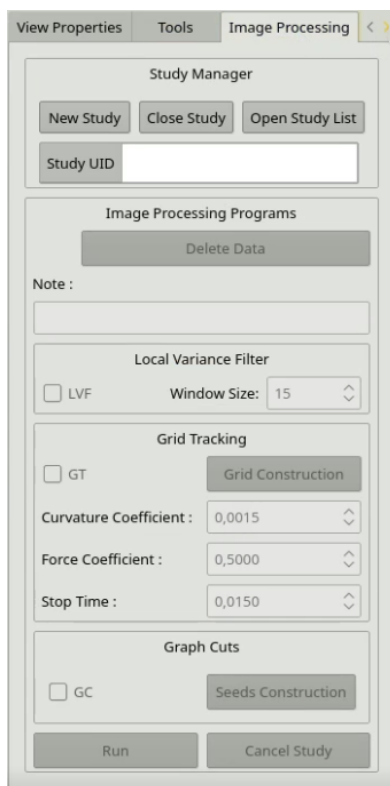 View Properties Tools Image Processing
Study Manager
New Study Close Study Open Study List
Study UID
Image Processing Programs
Delete Data
Note :
Local Variance Filter
LVF Window Size: 15
Grid Tracking
GT Grid Construction
Curvature Coefficient : 0,0015
Force Coefficient : 0,5000
Stop Time : 0,0150
Graph Cuts
GC Seeds Construction
Run Cancel Study